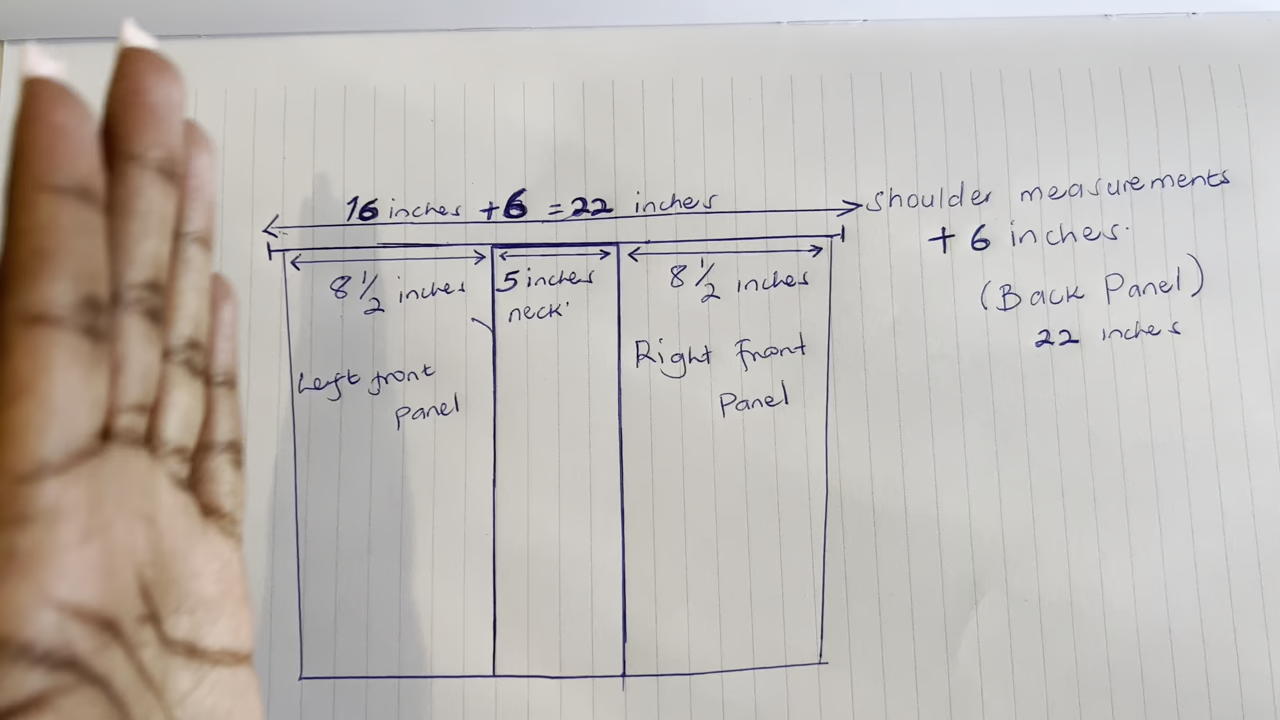 16 inches +6 = 22 inches
shoulder measurements
+ 6 inches.
(Back Panel)
22 inches
8 1/2 inches
5 inches
neck.
8 1/2 inches
Left front
panel
Right front
Panel